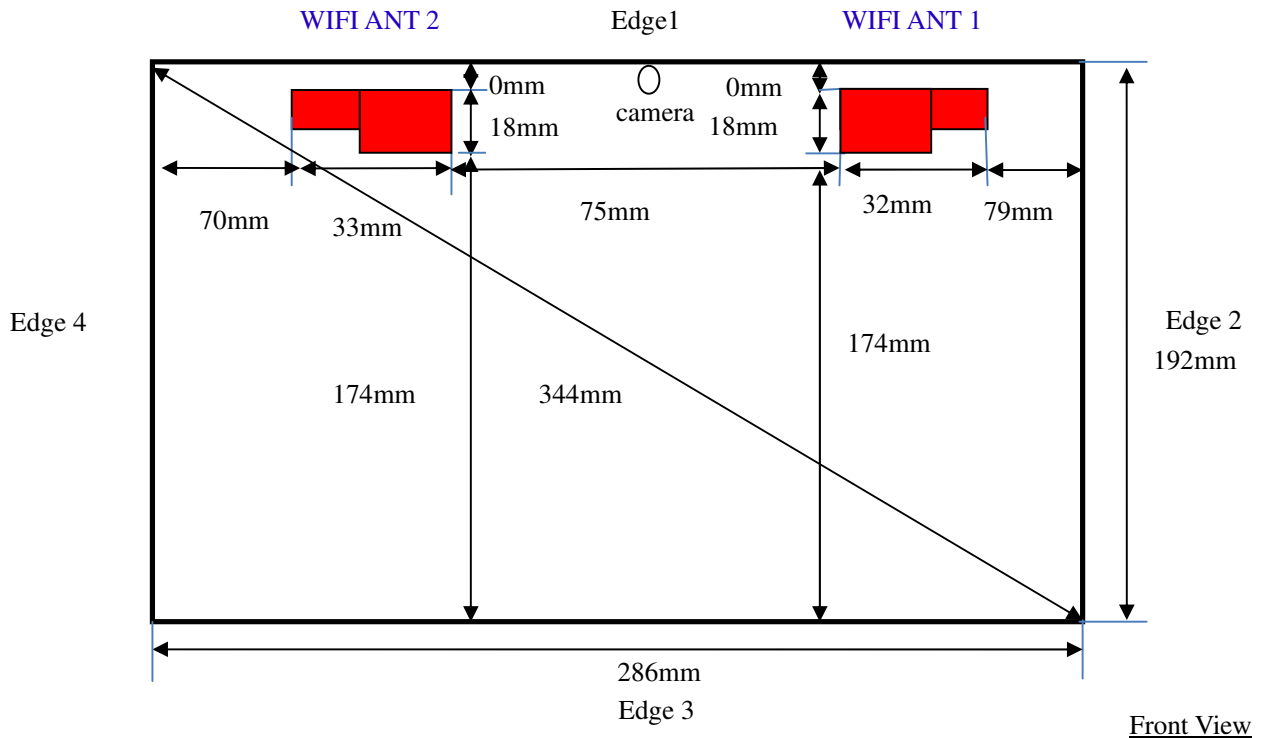 WIFI ANT 2
Edge1
WIFI ANT 1
0mm
0mm
camera
18mm
18mm
70mm
33mm
75mm
32mm
79mm
Edge 4
Edge 2
192mm
174mm
174mm
344mm
286mm
Edge 3
Front View